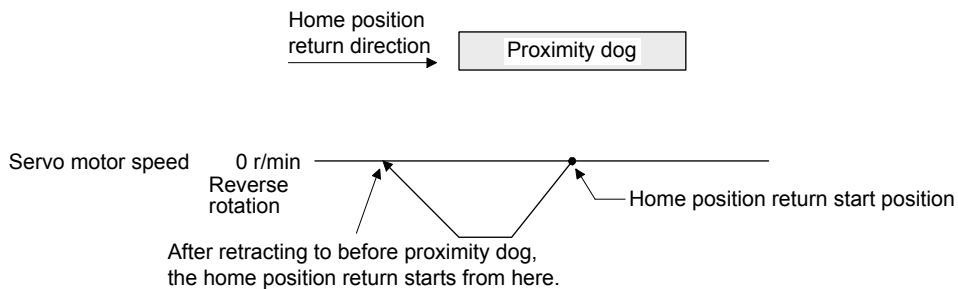 Home position
return direction
Proximity dog
Servo motor speed 0 r/min
Reverse
rotation
Home position return start position
After retracting to before proximity dog,
the home position return starts from here.